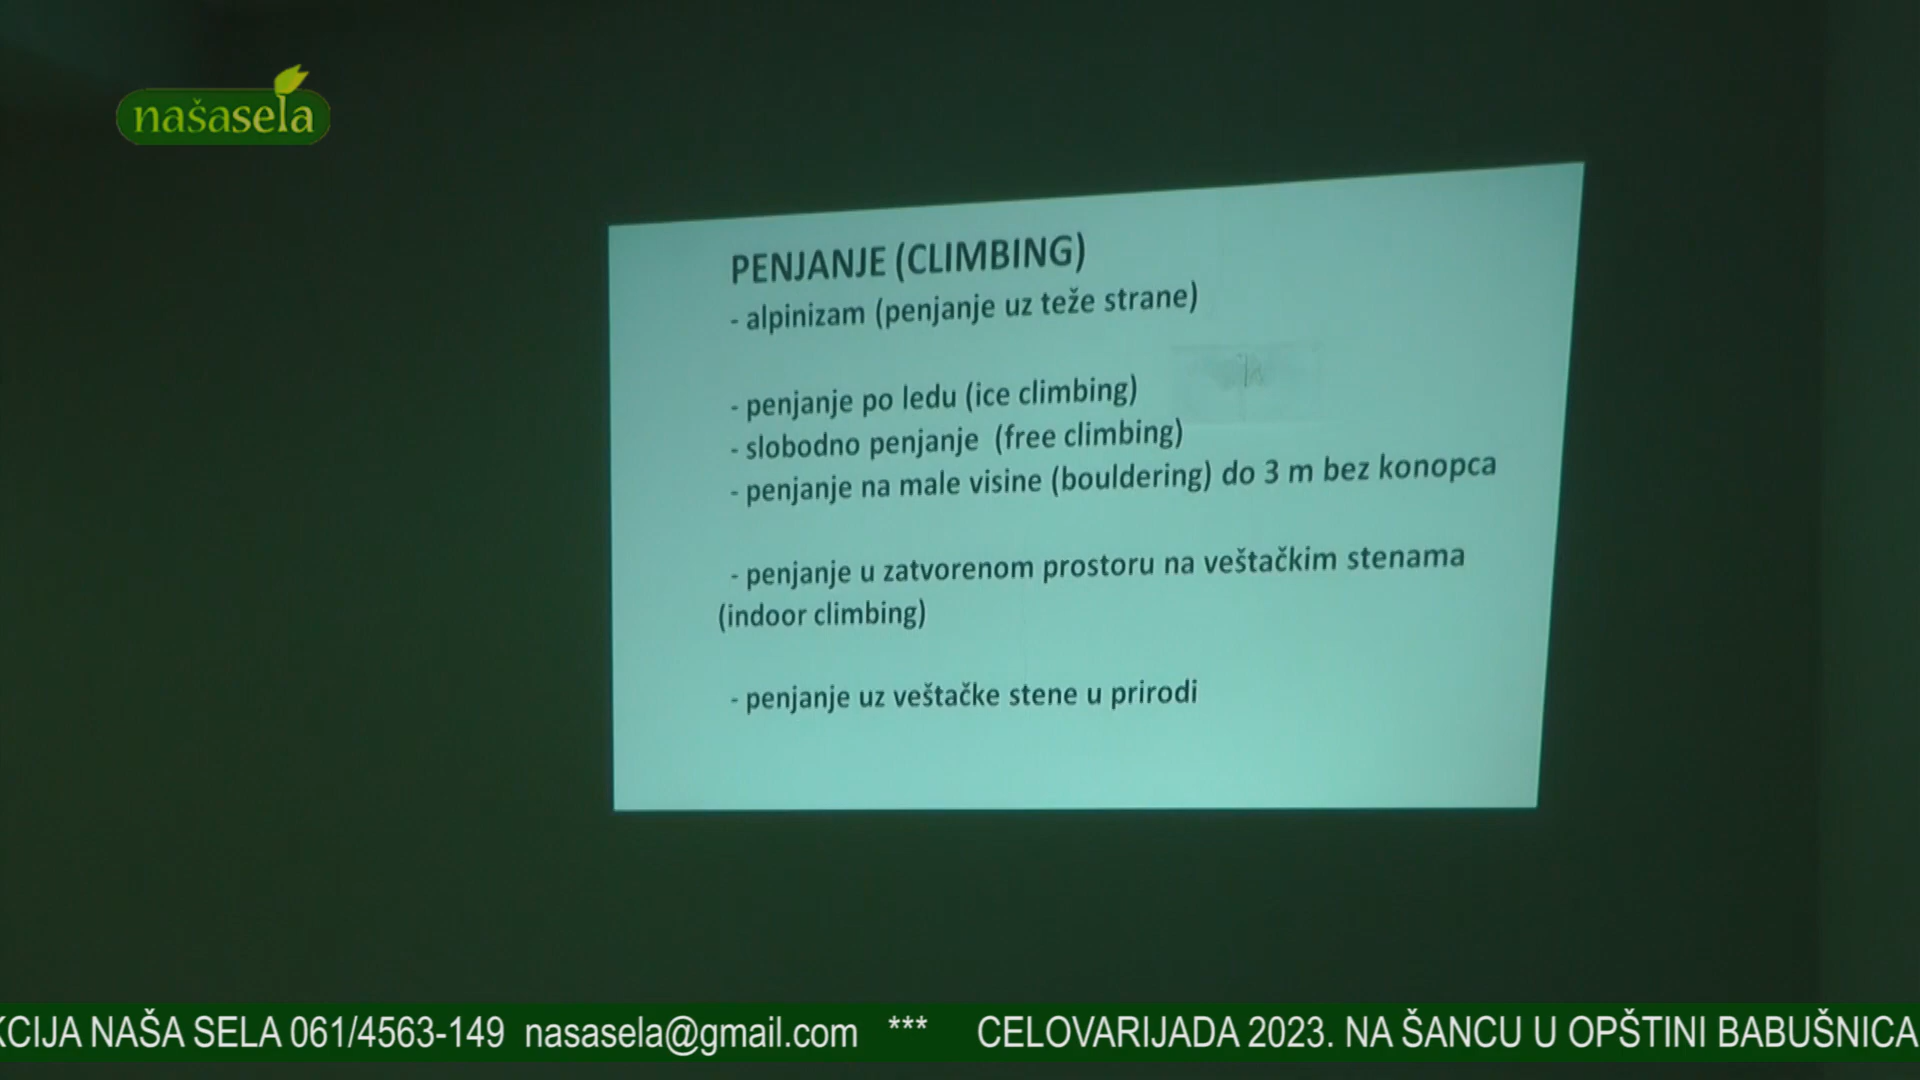 našasela
PENJANJE (CLIMBING)
- alpinizam (penjanje uz teže strane)
- penjanje po ledu (ice climbing)
- slobodno penjanje (free climbing)
- penjanje na male visine (bouldering) do 3 m bez konopca
- penjanje u zatvorenom prostoru na veštačkim stenama
(indoor climbing)
- penjanje uz veštačke stene u prirodi
KCIJA NAŠA SELA 061/4563-149 nasasela@gmail.com *** CELOVARIJADA 2023. NA ŠANCU U OPŠTINI BABUŠNICA